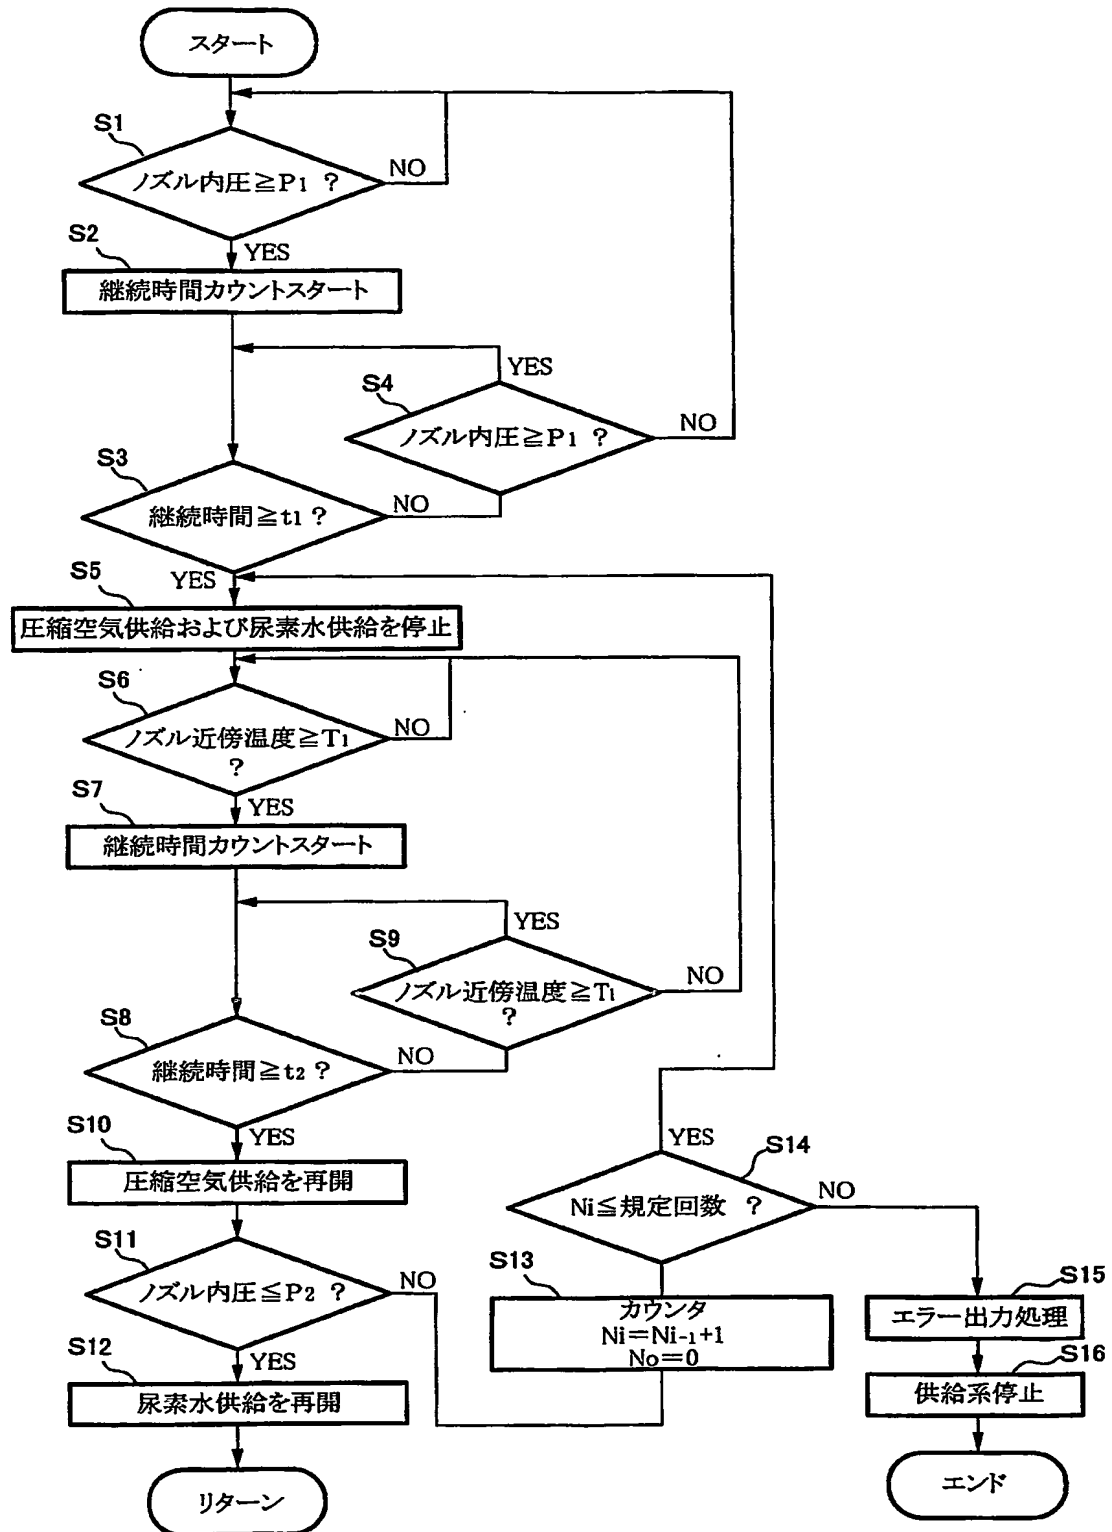 スタート
S1
ノズル内圧≧P1 ?
NO
S2
YES
継続時間カウントスタート
YES
S4
ノズル内圧≧P1 ?
NO
S3
継続時間≧t1?
NO
S5
YES
圧縮空気供給および尿素水供給を停止
S6
ノズル近傍温度≧T1
?
NO
S7
YES
継続時間カウントスタート
YES
S9
ノズル近傍温度≧T1
?
NO
S8
継続時間≧t2?
NO
S10
YES
圧縮空気供給を再開
YES
S14
Ni≦規定回数 ?
NO
S11
ノズル内圧≦P2 ?
NO
S13
カウンタ
Ni=Ni-1+1
No=0
S15
エラー出力処理
S12
YES
尿素水供給を再開
S16
供給系停止
リターン
エンド